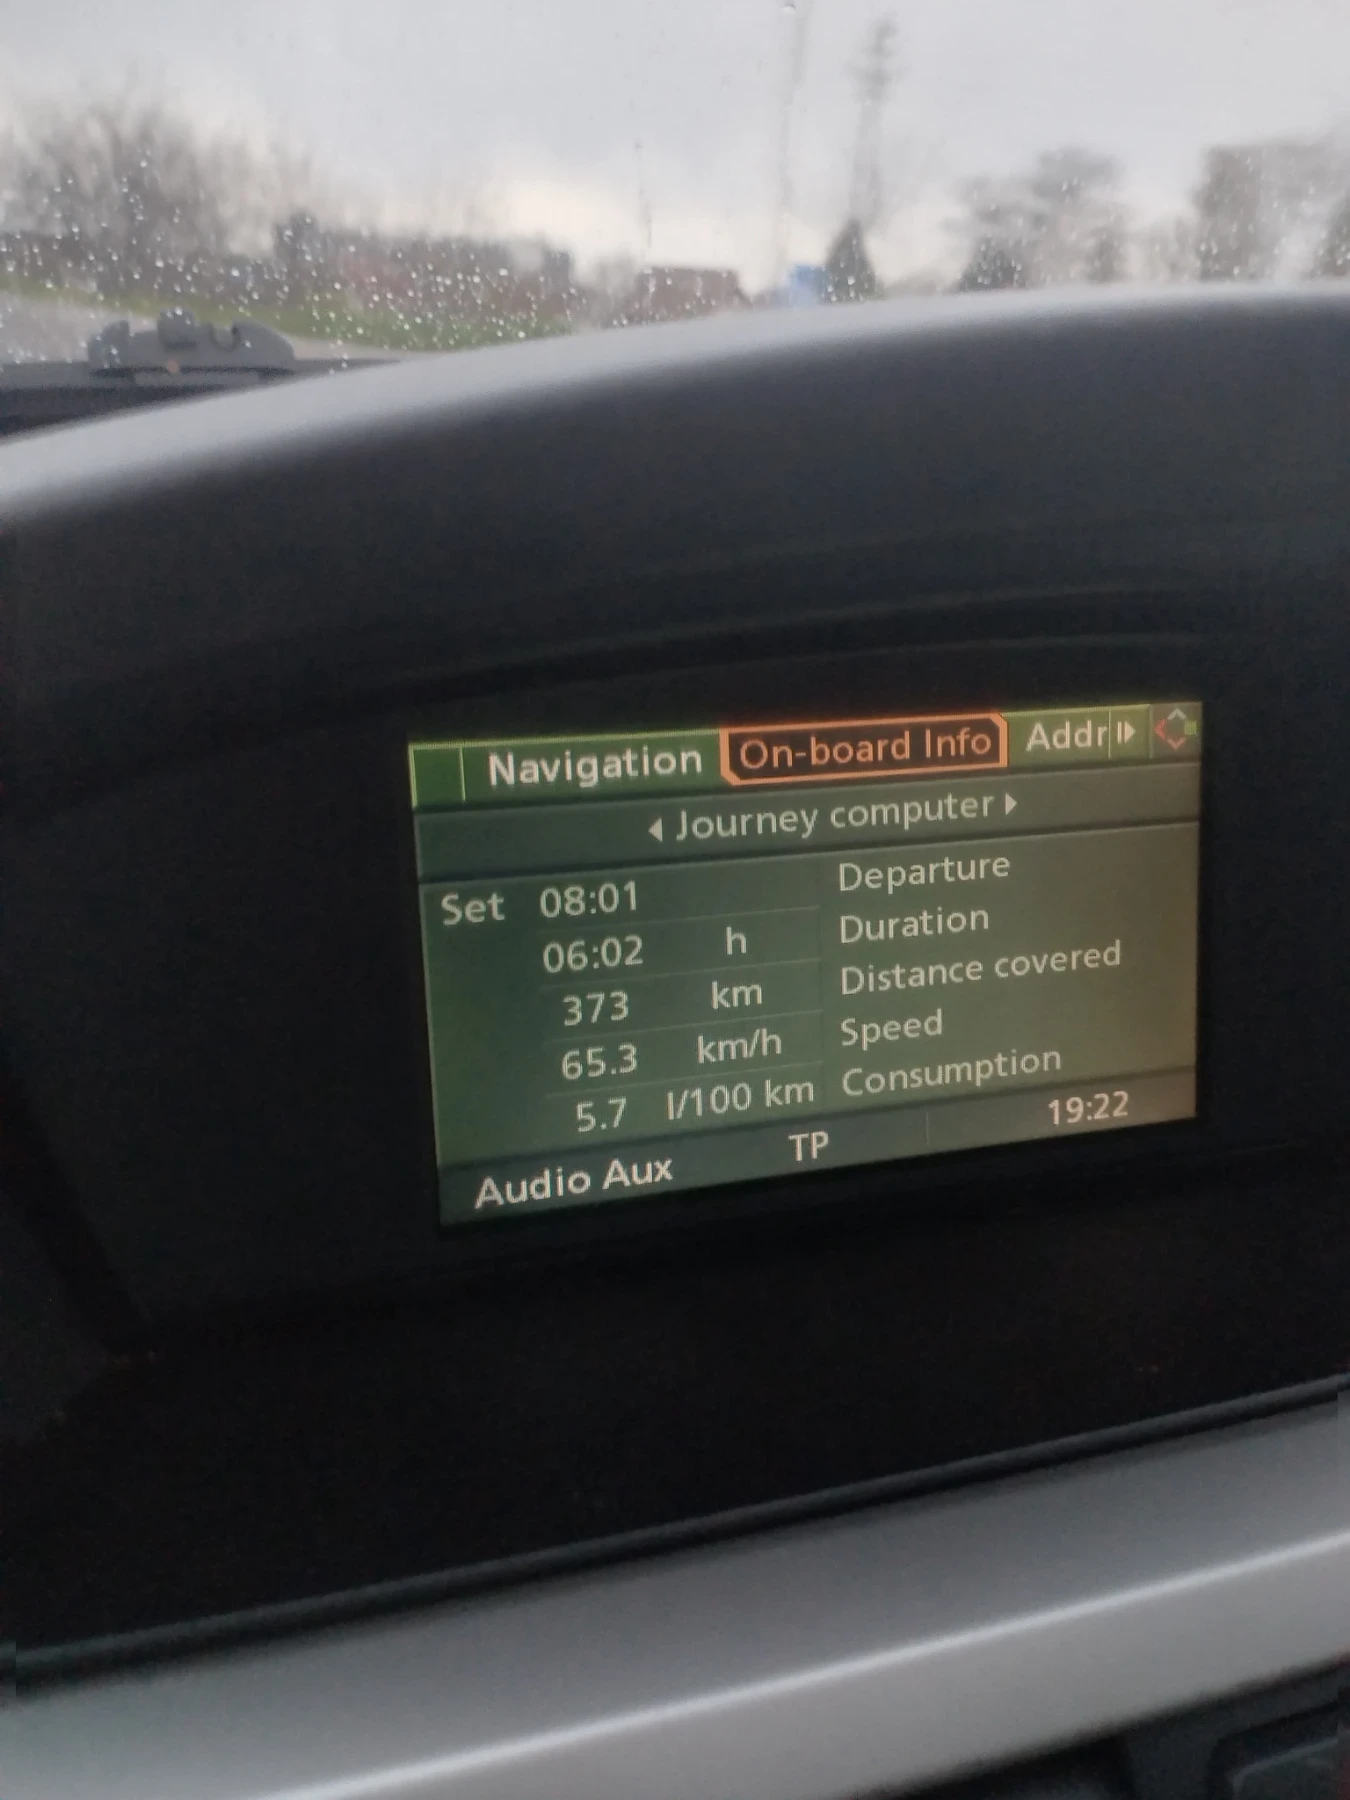 Navigation On-board Info Addr
Journey computer
Set 08:01 Departure
06:02 h Duration
373 km Distance covered
65.3 km/h Speed
5.7 l/100 km Consumption
Audio Aux TP 19:22